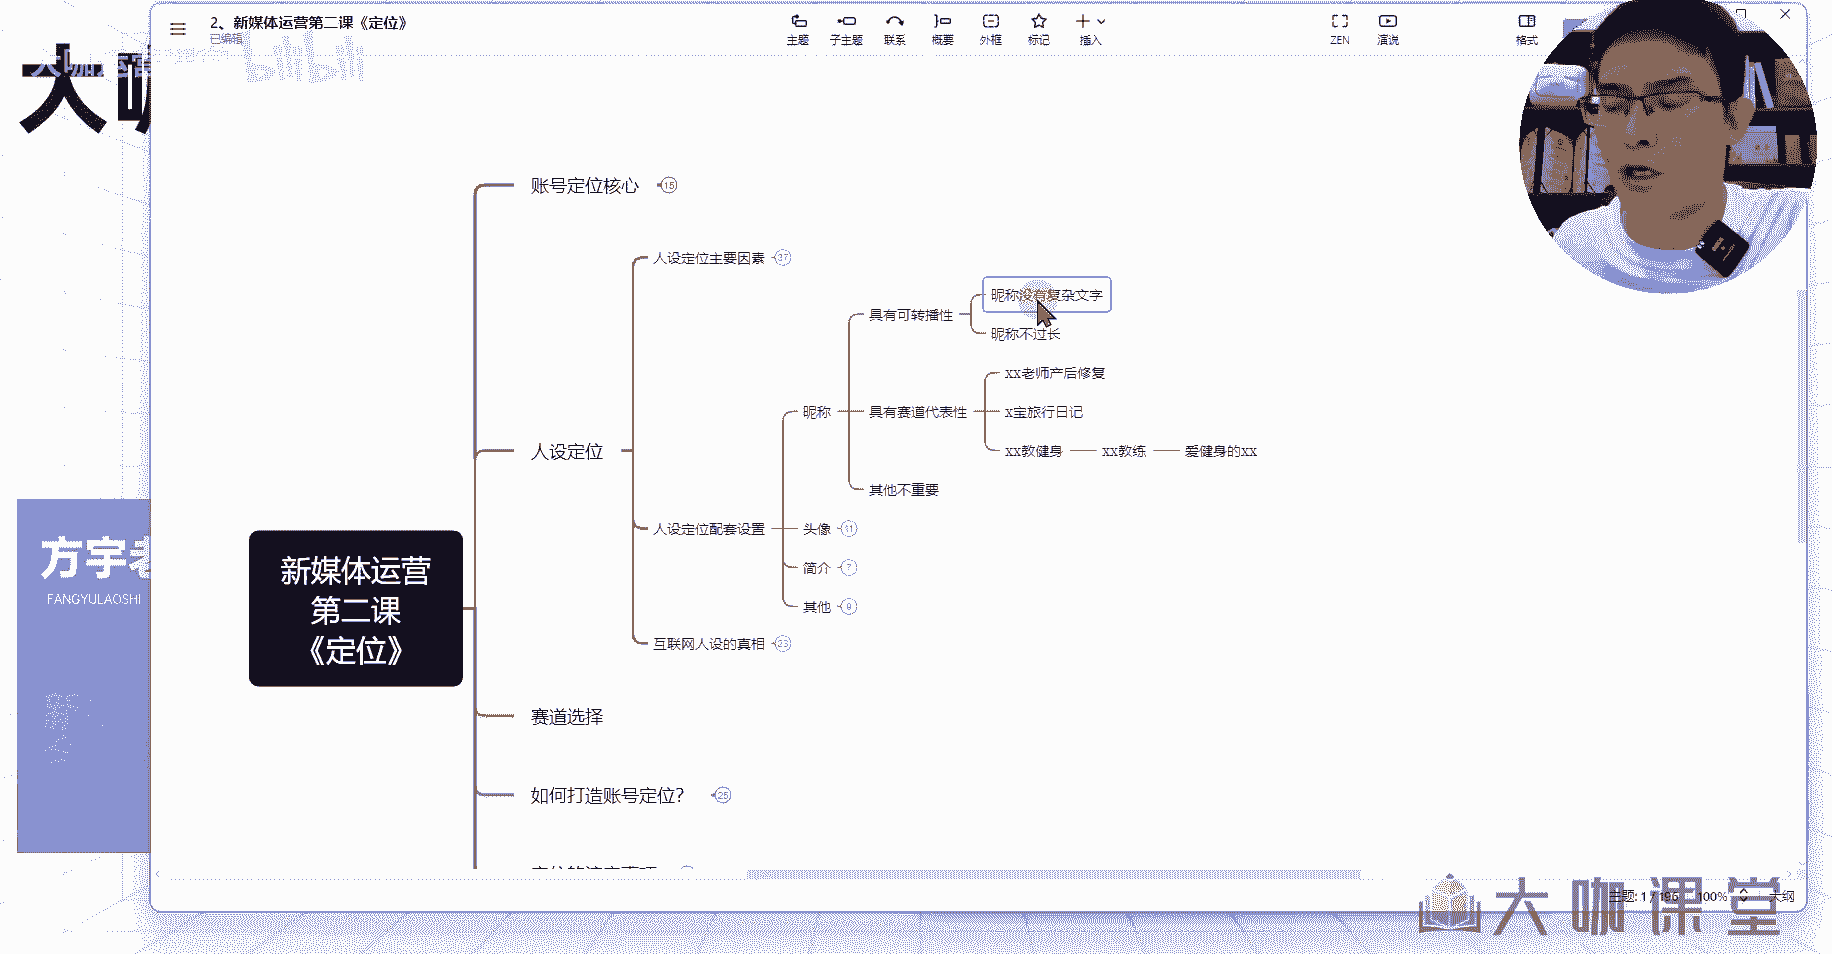 2、新媒体运营第二课《定位》
已编辑
主题
子主题
联系
概要
外框
标记
插入
ZEN
演说
格式
bilibili
大咖
账号定位核心
15
人设定位主要因素
37
昵称没有复杂文字
具有可转播性
昵称不过长
xx老师产后修复
昵称
具有赛道代表性
x宝旅行日记
人设定位
xx教健身
xx教练
爱健身的xx
其他不重要
人设定位配套设置
头像
简介
7
其他
互联网人设的真相
23
新媒体运营
第二课
《定位》
方宇老
FANGYULAOSHI
赛道选择
如何打造账号定位?
25
主题: 1 / 196
100%
大纲
大咖课堂